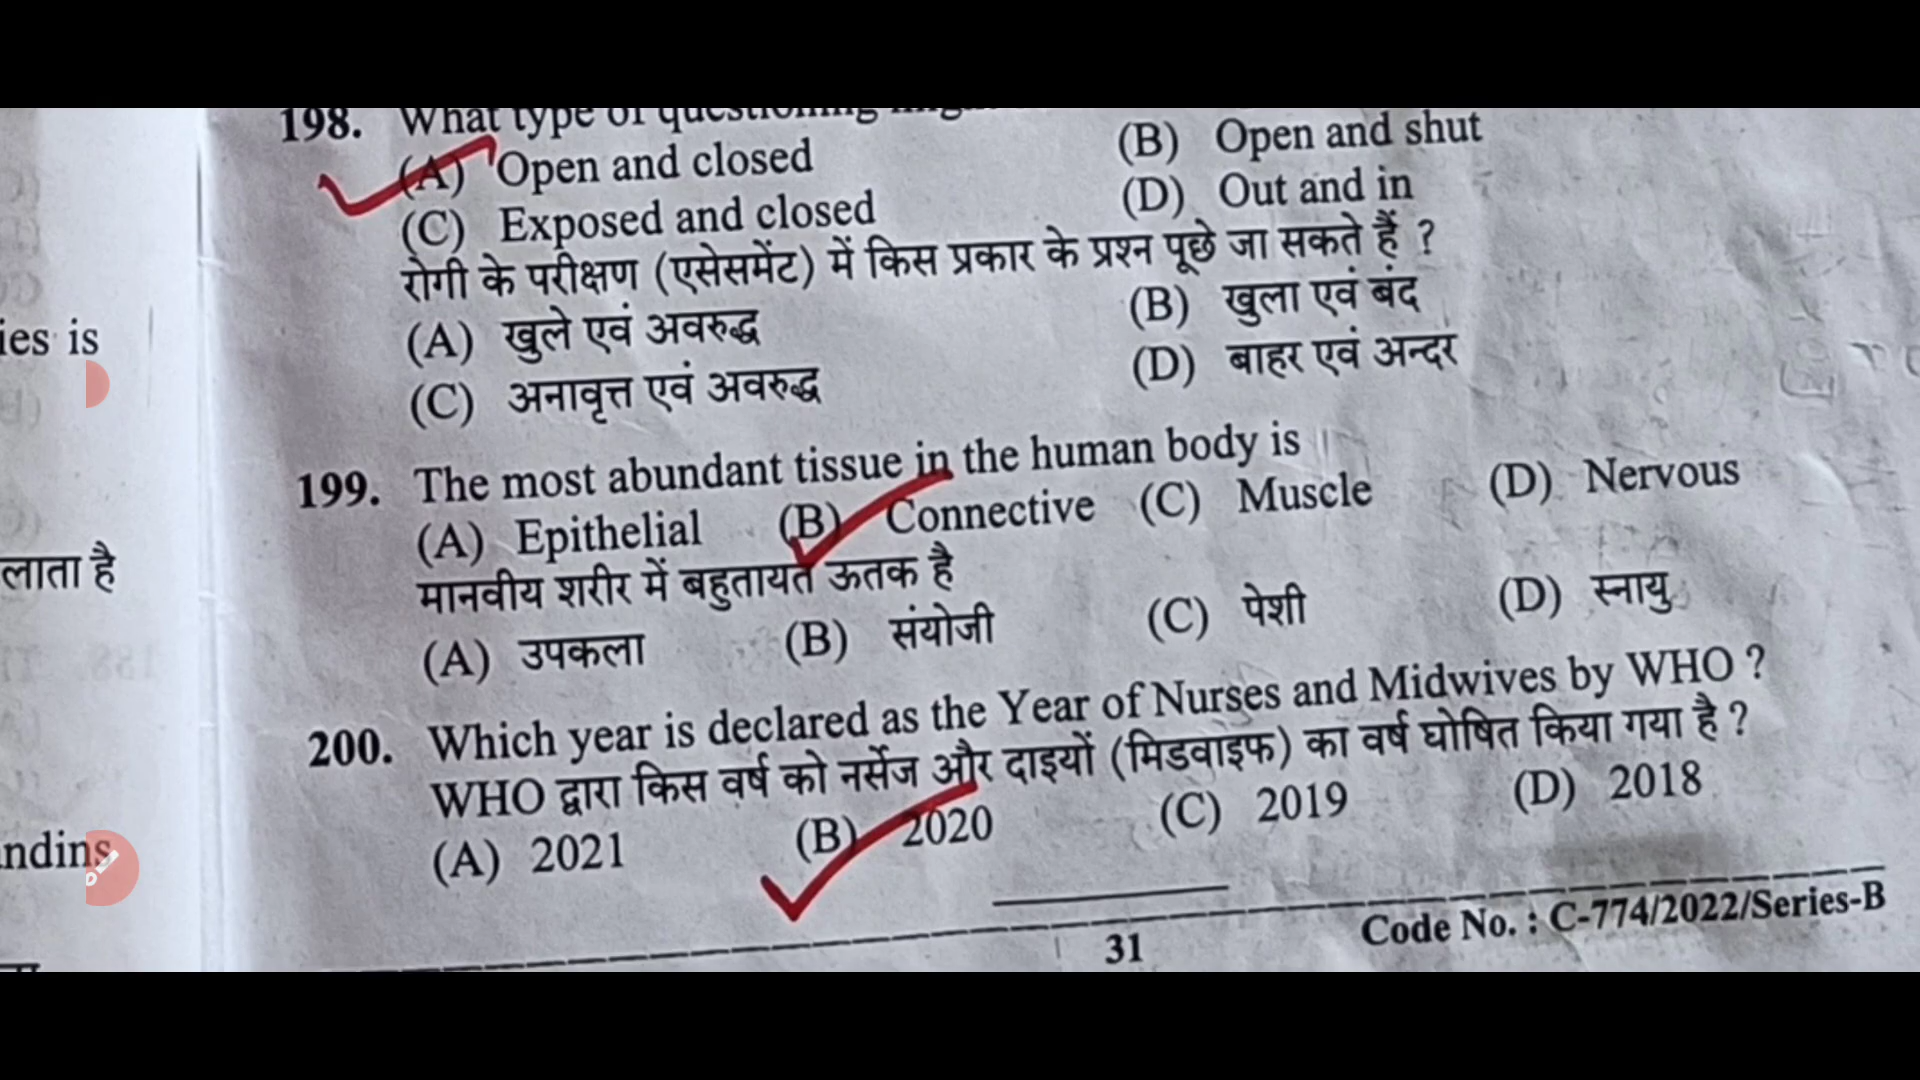 198. What type of questioning
(A) Open and closed (B) Open and shut
(C) Exposed and closed (D) Out and in
रोगी के परीक्षण (एसेसमेंट) में किस प्रकार के प्रश्न पूछे जा सकते हैं ?
(A) खुले एवं अवरुद्ध (B) खुला एवं बंद
(C) अनावृत्त एवं अवरुद्ध (D) बाहर एवं अन्दर
199. The most abundant tissue in the human body is
(A) Epithelial (B) Connective (C) Muscle (D) Nervous
मानवीय शरीर में बहुतायत ऊतक है
(A) उपकला (B) संयोजी (C) पेशी (D) स्नायु
200. Which year is declared as the Year of Nurses and Midwives by WHO ?
WHO द्वारा किस वर्ष को नर्सेज और दाइयों (मिडवाइफ) का वर्ष घोषित किया गया है ?
(A) 2021 (B) 2020 (C) 2019 (D) 2018
31
Code No. : C-774/2022/Series-B
ies is
लाता है
ndins